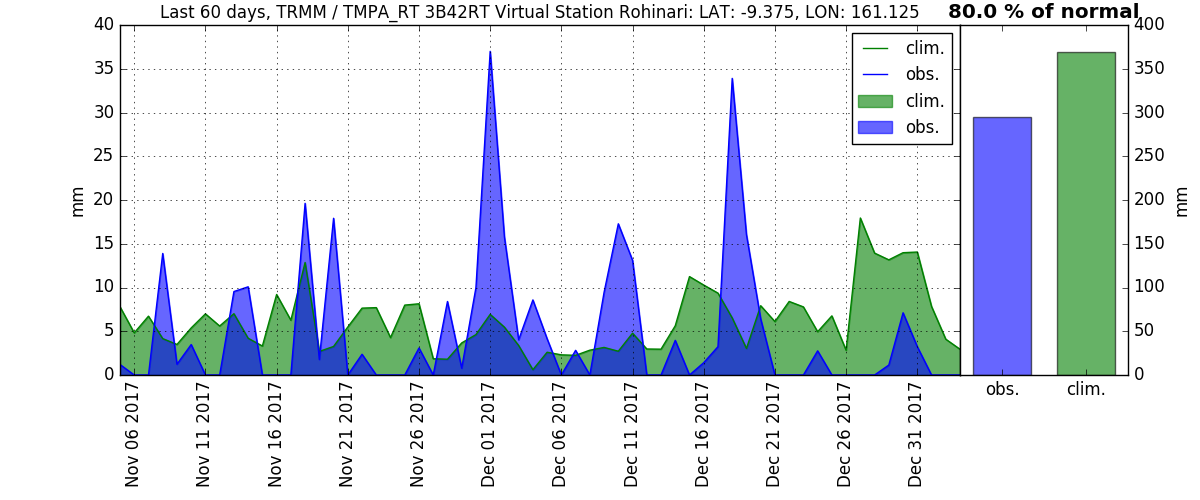 Last 60 days, TRMM / TMPA_RT 3B42RT Virtual Station Rohinari: LAT: -9.375, LON: 161.125
80.0 % of normal
40
35
30
25
20
15
10
5
0
mm
clim.
obs.
clim.
obs.
400
350
300
250
200
150
100
50
0
mm
Nov 06 2017
Nov 11 2017
Nov 16 2017
Nov 21 2017
Nov 26 2017
Dec 01 2017
Dec 06 2017
Dec 11 2017
Dec 16 2017
Dec 21 2017
Dec 26 2017
Dec 31 2017
obs.
clim.